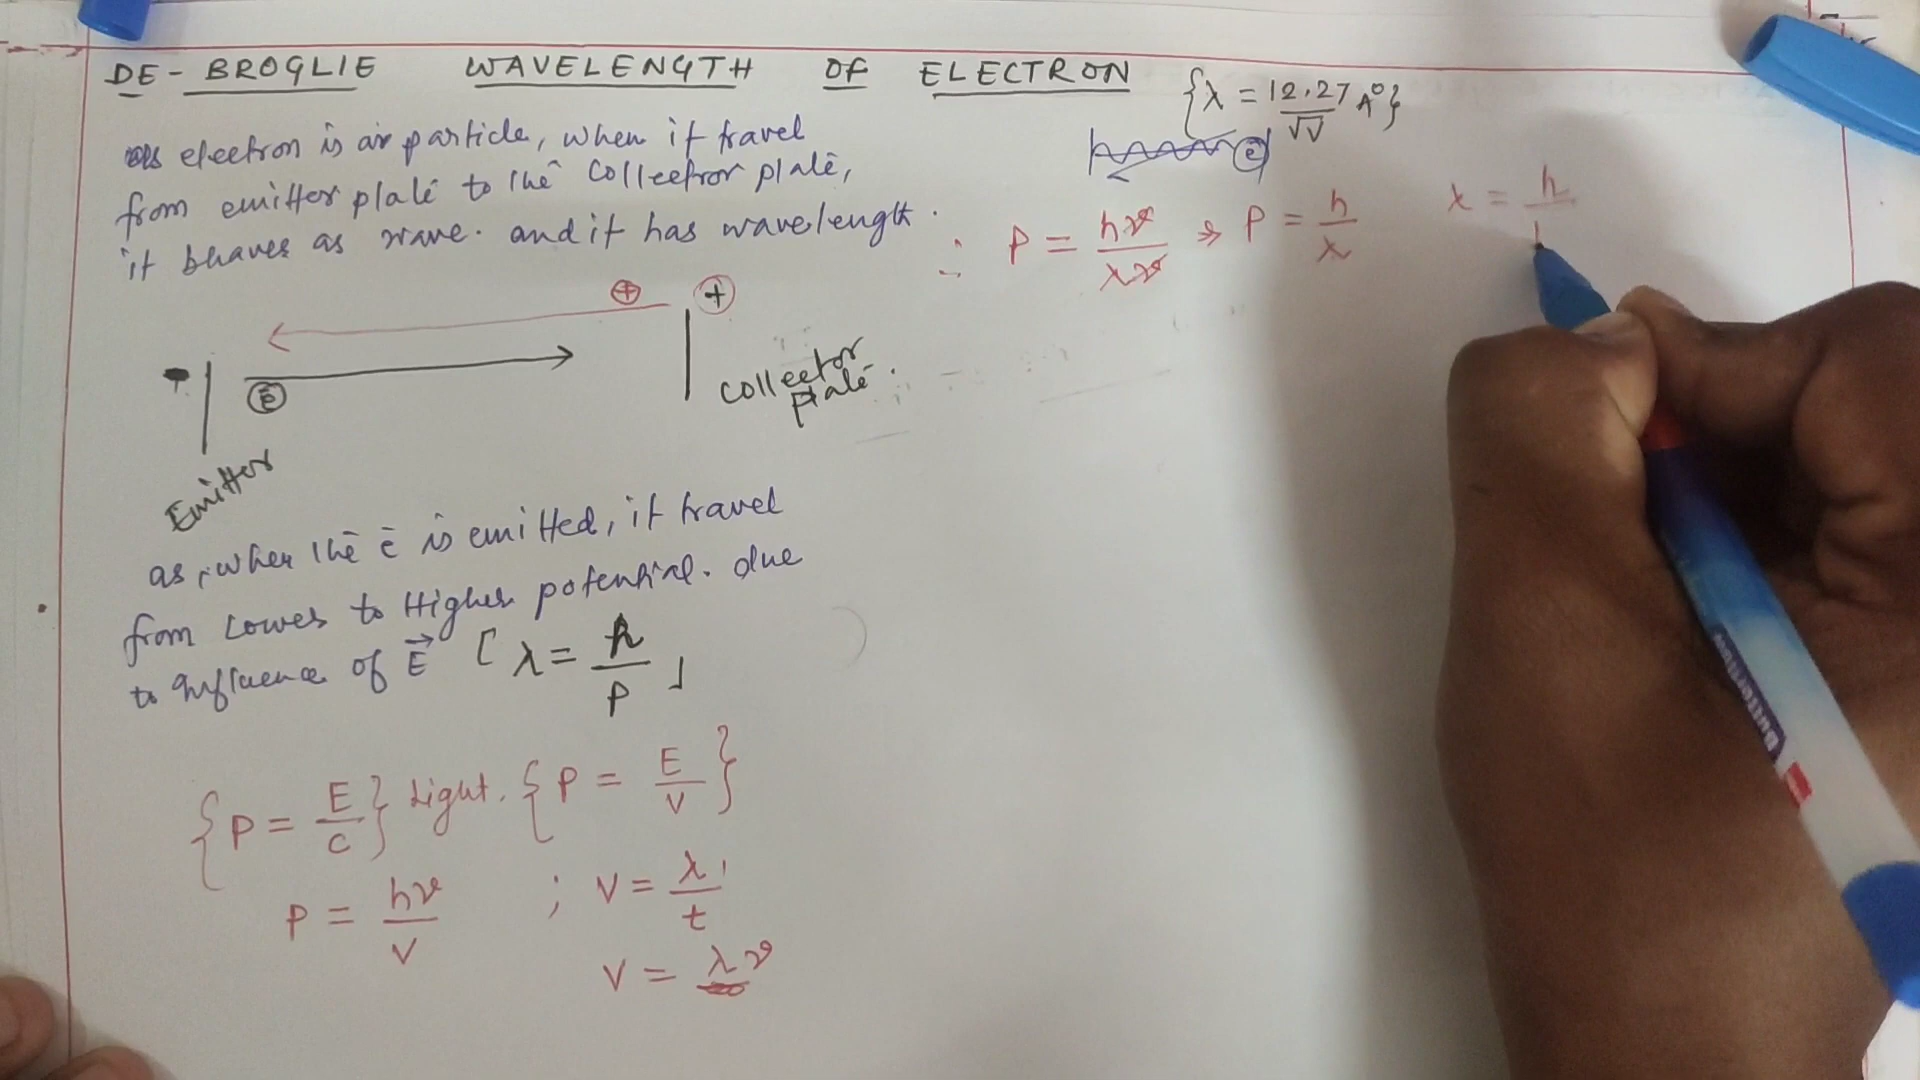 DE-BROGLIE WAVELENGTH OF ELECTRON
{λ = 12.27/√V A°}
electron is a particle, when it travel
from emitter plate to the Collector plate,
it bhaves as wave. and it has wavelength.
ē
∴ P = hν/λν ⇒ P = h/λ
λ = h/
+ +
ē
Collector plate.
Emitter
as, when the ē is emitted, it travel
from Lower to Higher potential. due
to influence of E⃗ [λ = h/p]
{P = E/C} Light. {P = E/V}
P = hν/V ; V = λ/t
V = λν
Butterflow